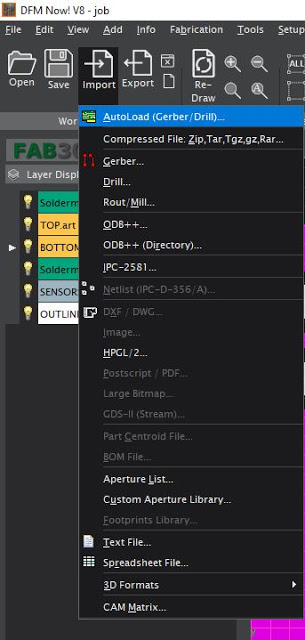 DFM Now! V8 - job
File Edit View Add Info Fabrication Tools Settings
Open Save Import Export Re-Draw ALL
Wor
FAB3
Layer Displ
AutoLoad (Gerber/Drill)...
Compressed File: Zip,Tar,Tgz,gz,Rar...
Gerber...
Drill...
Rout/Mill...
ODB++...
ODB++ (Directory)...
IPC-2581...
Netlist (IPC-D-356/A)...
DXF / DWG...
Image...
HPGL/2...
Postscript / PDF...
Large Bitmap...
GDS-II (Stream)...
Part Centroid File...
BOM File...
Aperture List...
Custom Aperture Library...
Footprints Library...
Text File...
Spreadsheet File...
3D Formats
CAM Matrix...
Solderm
TOP.art
BOTTOM
Solderm
SENSOR
OUTLIN